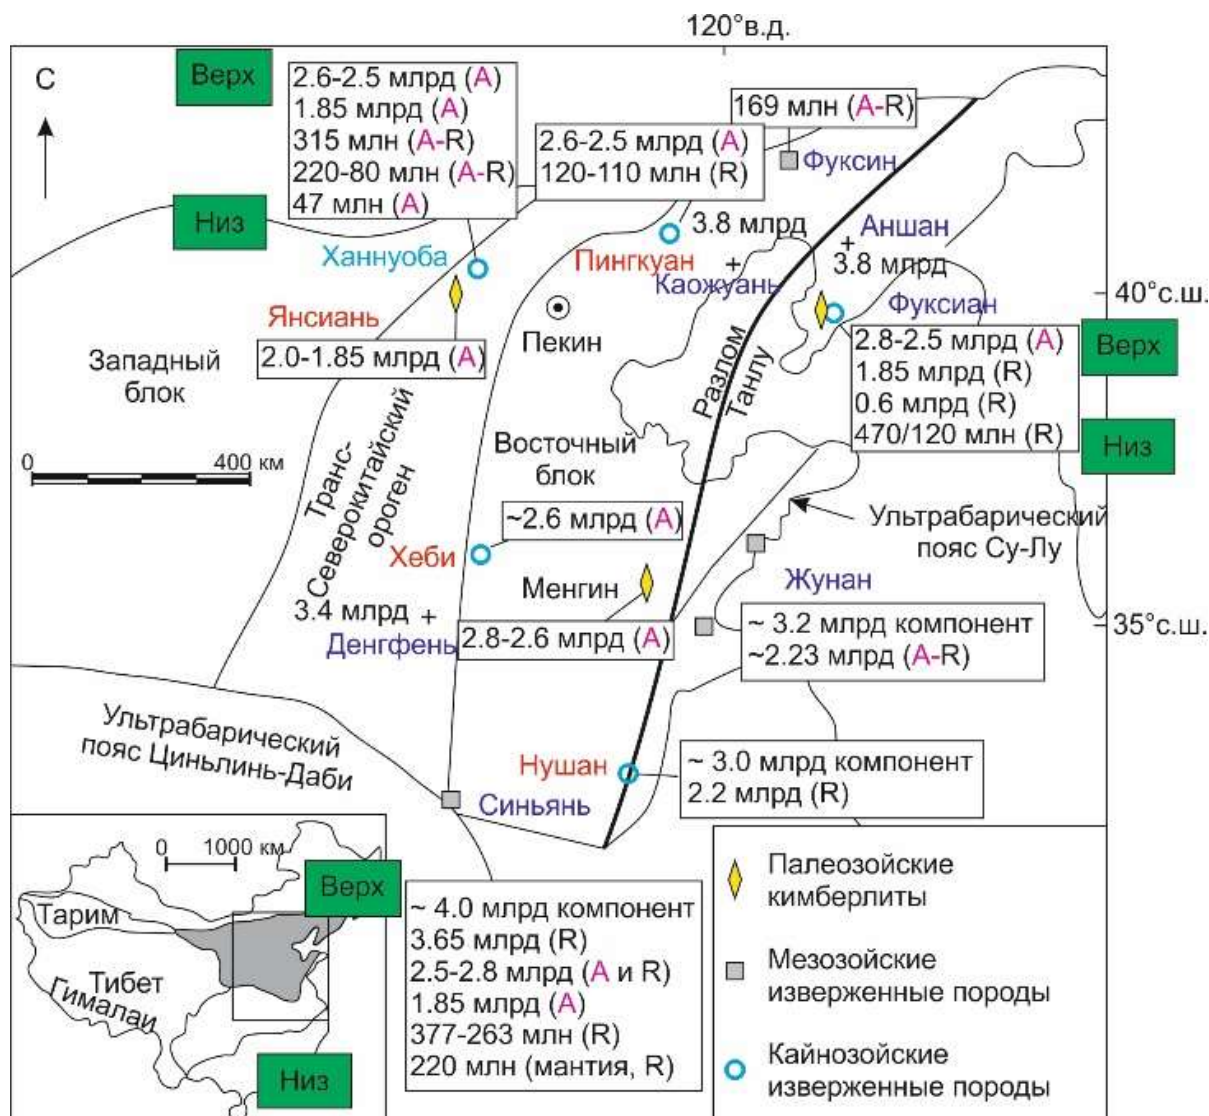 120°в.д.
С
Верх
2.6-2.5 млрд (А)
1.85 млрд (А)
315 млн (А-R)
220-80 млн (А-R)
47 млн (А)
169 млн (А-R)
2.6-2.5 млрд (А)
120-110 млн (R)
Фуксин
Низ
Ханнуоба
Пингкуан
3.8 млрд
Каожуань
Аншан
3.8 млрд
Фуксиан
40°с.ш.
Янсиань
2.0-1.85 млрд (А)
Пекин
Западный
блок
Разлом
Танлу
2.8-2.5 млрд (А)
1.85 млрд (R)
0.6 млрд (R)
470/120 млн (R)
Верх
Низ
0
400 км
Транс-
Северокитайский
ороген
Восточный
блок
~2.6 млрд (А)
Хеби
Ультрабарический
пояс Су-Лу
Менгин
Жунан
3.4 млрд
Денгфень
2.8-2.6 млрд (А)
~ 3.2 млрд компонент
~2.23 млрд (А-R)
35°с.ш.
Ультрабарический
пояс Циньлинь-Даби
Нушан
~ 3.0 млрд компонент
2.2 млрд (R)
Синьянь
0
1000 км
Верх
Тарим
Тибет
Гималаи
Низ
~ 4.0 млрд компонент
3.65 млрд (R)
2.5-2.8 млрд (А и R)
1.85 млрд (А)
377-263 млн (R)
220 млн (мантия, R)
Палеозойские
кимберлиты
Мезозойские
изверженные породы
Кайнозойские
изверженные породы